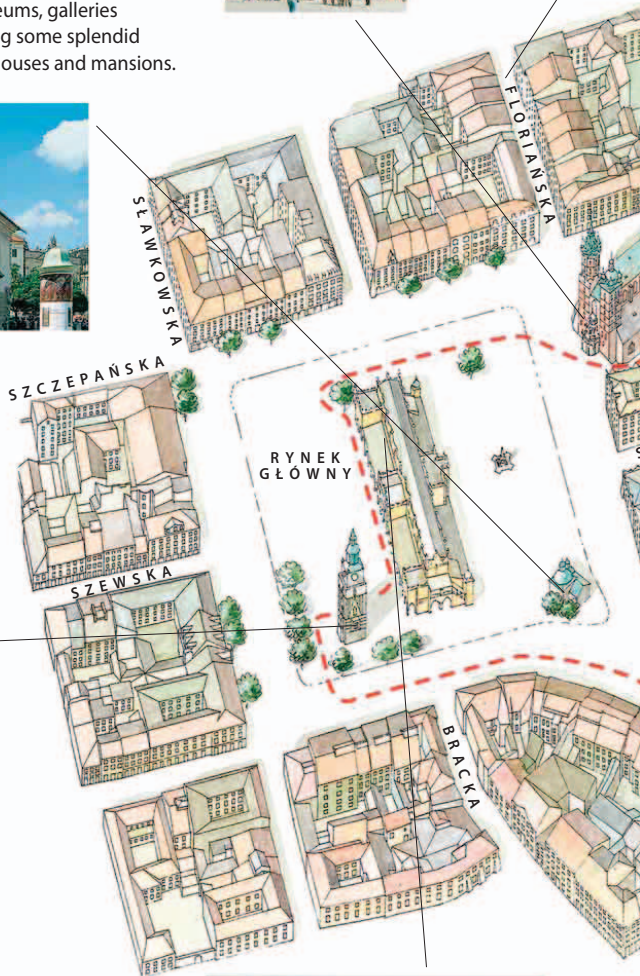 eums, galleries
g some splendid
ouses and mansions.
FLORIAŃSKA
SŁAWKOWSKA
SZCZEPAŃSKA
RYNEK
GŁÓWNY
SZEWSKA
BRACKA